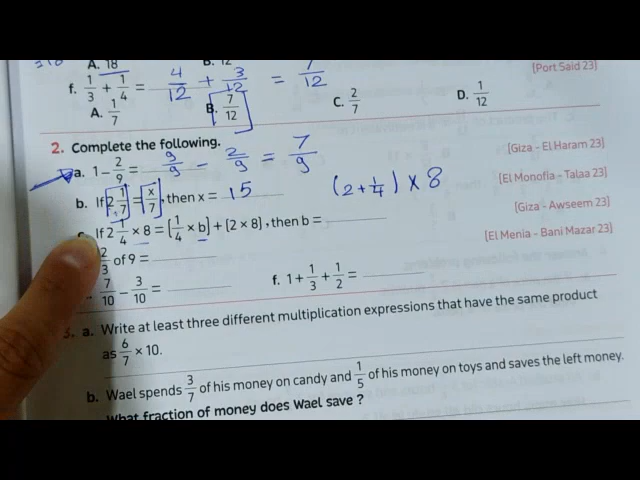 A. 18 B. 12
f. 1/3 + 1/4 = 4/12 + 3/12 = 7/12 [Port Said 23]
A. 1/7 B. 7/12 C. 2/7 D. 1/12
2. Complete the following.
a. 1 - 2/9 = 9/9 - 2/9 = 7/9 [Giza - El Haram 23]
b. If 2 1/7 = x/7, then x = 15 (2 + 1/4) × 8 [El Monofia - Talaa 23]
c. If 2 1/4 × 8 = (1/4 × b) + (2 × 8), then b = [Giza - Awseem 23]
2/3 of 9 = [El Menia - Bani Mazar 23]
7/10 - 3/10 = f. 1 + 1/3 + 1/2 =
3. a. Write at least three different multiplication expressions that have the same product
as 6/7 × 10.
b. Wael spends 3/7 of his money on candy and 1/5 of his money on toys and saves the left money.
What fraction of money does Wael save ?